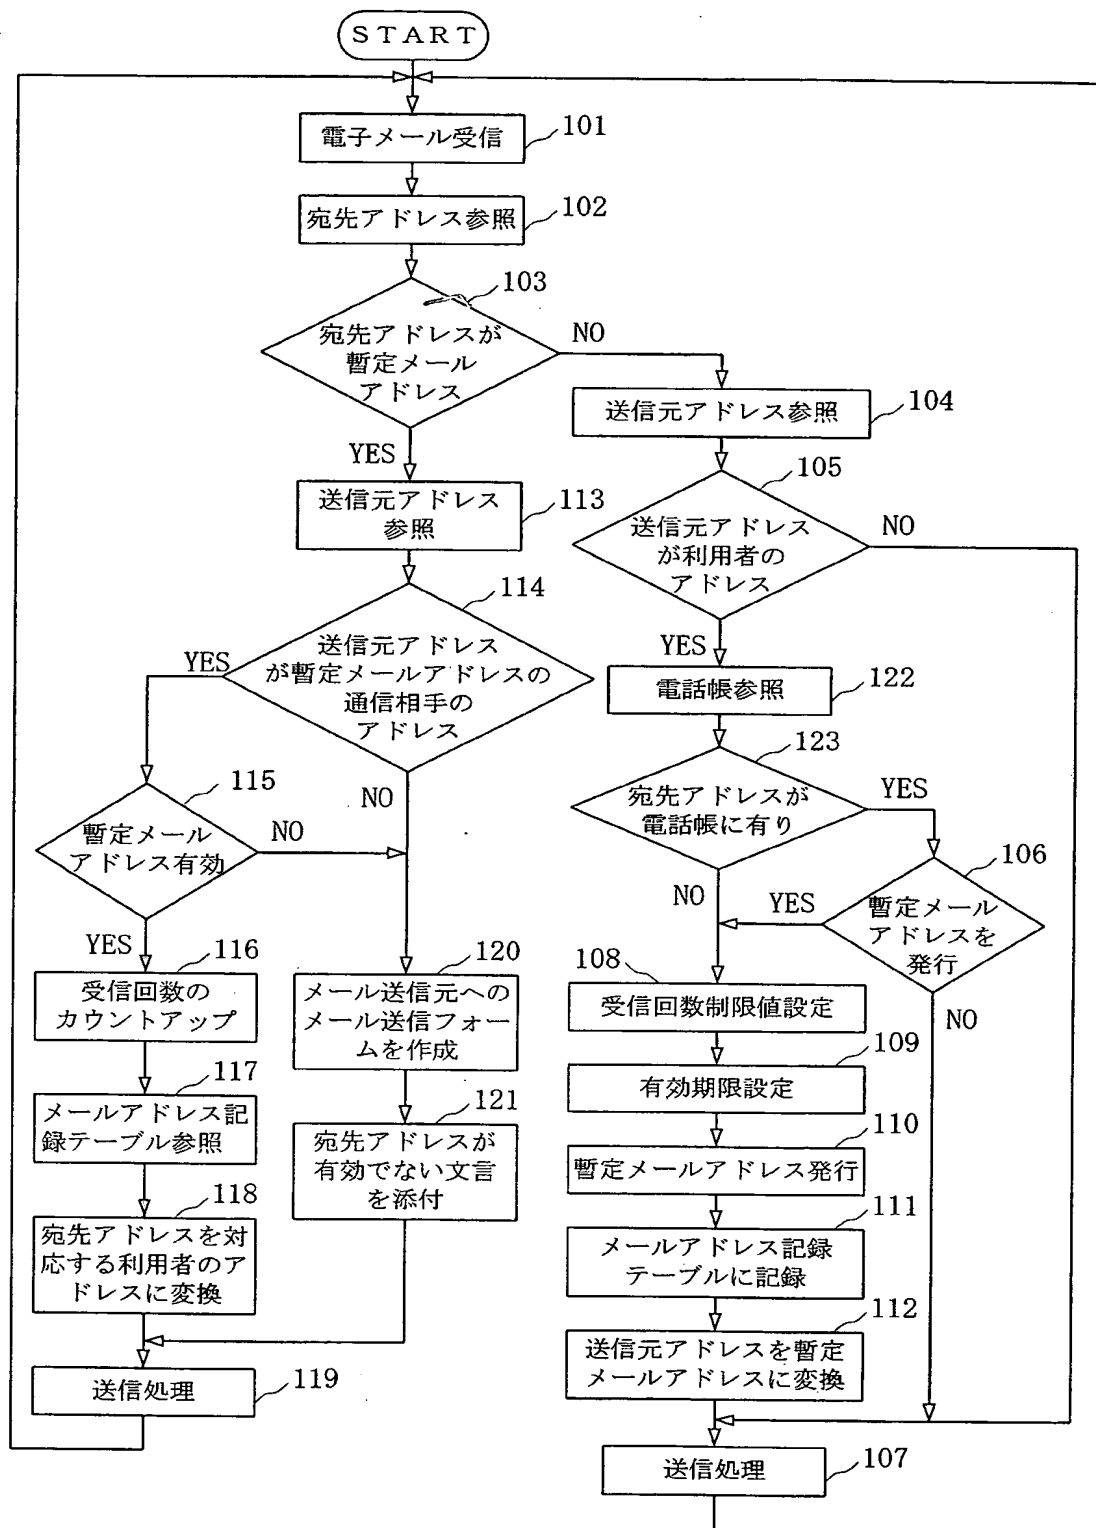 START
電子メール受信
101
宛先アドレス参照
102
103
宛先アドレスが
暫定メール
アドレス
NO
YES
送信元アドレス参照
104
105
送信元アドレス
が利用者の
アドレス
NO
YES
送信元アドレス
参照
113
114
送信元アドレス
が暫定メールアドレスの
通信相手の
アドレス
YES
NO
電話帳参照
122
123
宛先アドレスが
電話帳に有り
YES
NO
115
暫定メール
アドレス有効
NO
YES
106
暫定メール
アドレスを
発行
YES
NO
116
受信回数の
カウントアップ
117
メールアドレス記
録テーブル参照
118
宛先アドレスを対
応する利用者のア
ドレスに変換
送信処理
119
120
メール送信元への
メール送信フォー
ムを作成
121
宛先アドレスが
有効でない文言
を添付
108
受信回数制限値設定
109
有効期限設定
110
暫定メールアドレス発行
111
メールアドレス記録
テーブルに記録
112
送信元アドレスを暫定
メールアドレスに変換
送信処理
107